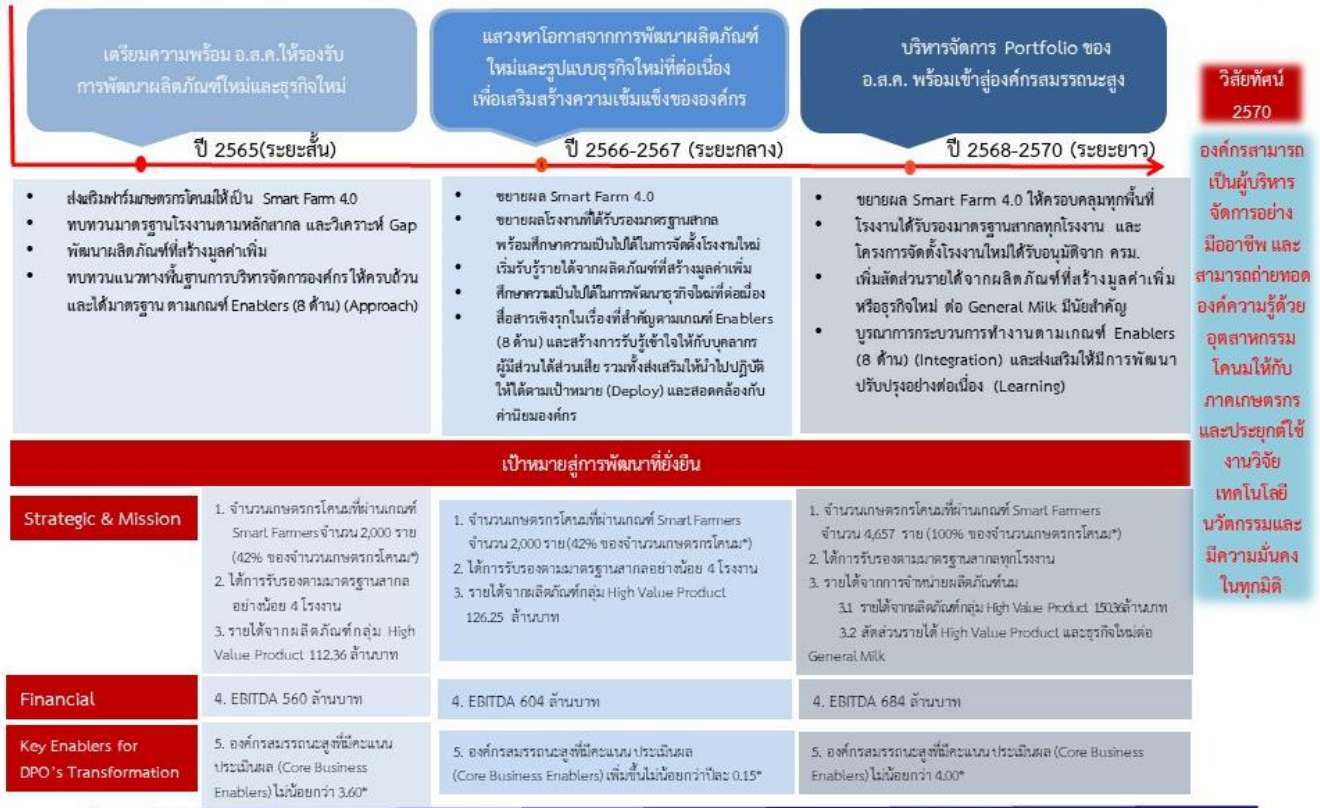 เตรียมความพร้อม อ.ส.ค.ให้รองรับ
การพัฒนาผลิตภัณฑ์ใหม่และธุรกิจใหม่
แสวงหาโอกาสจากการพัฒนาผลิตภัณฑ์
ใหม่และรูปแบบธุรกิจใหม่ที่ต่อเนื่อง
เพื่อเสริมสร้างความเข้มแข็งขององค์กร
บริหารจัดการ Portfolio ของ
อ.ส.ค. พร้อมเข้าสู่องค์กรสมรรถนะสูง
ปี 2565(ระยะสั้น)
ปี 2566-2567 (ระยะกลาง)
ปี 2568-2570 (ระยะยาว)
• ส่งเสริมฟาร์มเกษตรกรโคนมให้เป็น Smart Farm 4.0
• ทบทวนมาตรฐานโรงงานตามหลักสากล และวิเคราะห์ Gap
• พัฒนาผลิตภัณฑ์ที่สร้างมูลค่าเพิ่ม
• ทบทวนแนวทางพื้นฐานการบริหารจัดการองค์กร ให้ครบถ้วน
และได้มาตรฐาน ตามเกณฑ์ Enablers (8 ด้าน) (Approach)
• ขยายผล Smart Farm 4.0
• ขยายผลโรงงานที่ได้รับรองมาตรฐานสากล
พร้อมศึกษาความเป็นไปได้ในการจัดตั้งโรงงานใหม่
• เริ่มรับรู้รายได้จากผลิตภัณฑ์ที่สร้างมูลค่าเพิ่ม
• ศึกษาความเป็นไปได้ในการพัฒนาธุรกิจใหม่ที่ต่อเนื่อง
• สื่อสารเชิงรุกในเรื่องที่สำคัญตามเกณฑ์ Enablers
(8 ด้าน) และสร้างการรับรู้เข้าใจให้กับบุคลากร
ผู้มีส่วนได้ส่วนเสีย รวมทั้งส่งเสริมให้นำไปปฏิบัติ
ให้ได้ตามเป้าหมาย (Deploy) และสอดคล้องกับ
ค่านิยมองค์กร
• ขยายผล Smart Farm 4.0 ให้ครอบคลุมทุกพื้นที่
• โรงงานได้รับรองมาตรฐานสากลทุกโรงงาน และ
โครงการจัดตั้งโรงงานใหม่ได้รับอนุมัติจาก ครม.
• เพิ่มสัดส่วนรายได้จากผลิตภัณฑ์ที่สร้างมูลค่าเพิ่ม
หรือธุรกิจใหม่ ต่อ General Milk มีนัยสำคัญ
• บูรณาการกระบวนการทำงานตามเกณฑ์ Enablers
(8 ด้าน) (Integration) และส่งเสริมให้มีการพัฒนา
ปรับปรุงอย่างต่อเนื่อง (Learning)
วิสัยทัศน์
2570
องค์กรสามารถ
เป็นผู้บริหาร
จัดการอย่าง
มืออาชีพ และ
สามารถถ่ายทอด
องค์ความรู้ด้วย
อุตสาหกรรม
โคนมให้กับ
ภาคเกษตรกร
และประยุกต์ใช้
งานวิจัย
เทคโนโลยี
นวัตกรรมและ
มีความมั่นคง
ในทุกมิติ
เป้าหมายสู่การพัฒนาที่ยั่งยืน
Strategic & Mission
1. จำนวนเกษตรกรโคนมที่ผ่านเกณฑ์
Smart Farmersจำนวน 2,000 ราย
(42% ของจำนวนเกษตรกรโคนม*)
2. ได้การรับรองตามมาตรฐานสากล
อย่างน้อย 4 โรงงาน
3. รายได้จากผลิตภัณฑ์กลุ่ม High
Value Product 112.36 ล้านบาท
1. จำนวนเกษตรกรโคนมที่ผ่านเกณฑ์ Smart Farmers
จำนวน 2,000 ราย (42% ของจำนวนเกษตรกรโคนม*)
2. ได้การรับรองตามมาตรฐานสากลอย่างน้อย 4 โรงงาน
3. รายได้จากผลิตภัณฑ์กลุ่ม High Value Product
126.25 ล้านบาท
1. จำนวนเกษตรกรโคนมที่ผ่านเกณฑ์ Smart Farmers
จำนวน 4,657 ราย (100% ของจำนวนเกษตรกรโคนม*)
2. ได้การรับรองตามมาตรฐานสากลทุกโรงงาน
3. รายได้จากการจำหน่ายผลิตภัณฑ์นม
3.1 รายได้จากผลิตภัณฑ์กลุ่ม High Value Product 150.36ล้านบาท
3.2 สัดส่วนรายได้ High Value Product และธุรกิจใหม่ต่อ
General Milk
Financial
4. EBITDA 560 ล้านบาท
4. EBITDA 604 ล้านบาท
4. EBITDA 684 ล้านบาท
Key Enablers for
DPO's Transformation
5. องค์กรสมรรถนะสูงที่มีคะแนน
ประเมินผล (Core Business
Enablers) ไม่น้อยกว่า 3.60*
5. องค์กรสมรรถนะสูงที่มีคะแนน ประเมินผล
(Core Business Enablers) เพิ่มขึ้นไม่น้อยกว่าปีละ 0.15*
5. องค์กรสมรรถนะสูงที่มีคะแนน ประเมินผล (Core Business
Enablers) ไม่น้อยกว่า 4.00*